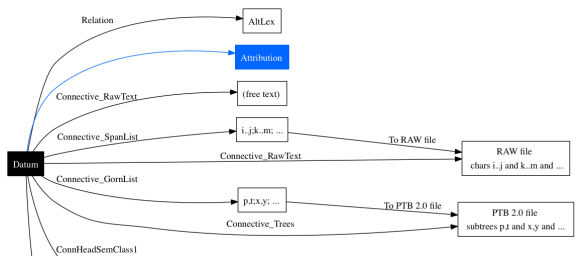 Relation
AltLex
Attribution
Connective_RawText
(free text)
Connective_SpanList
i..j;k..m; ...
To RAW file
RAW file
chars i..j and k..m and ...
Connective_RawText
Datum
Connective_GornList
p,t;x,y; ...
To PTB 2.0 file
PTB 2.0 file
subtrees p,t and x,y and ...
Connective_Trees
ConnHeadSemClass1